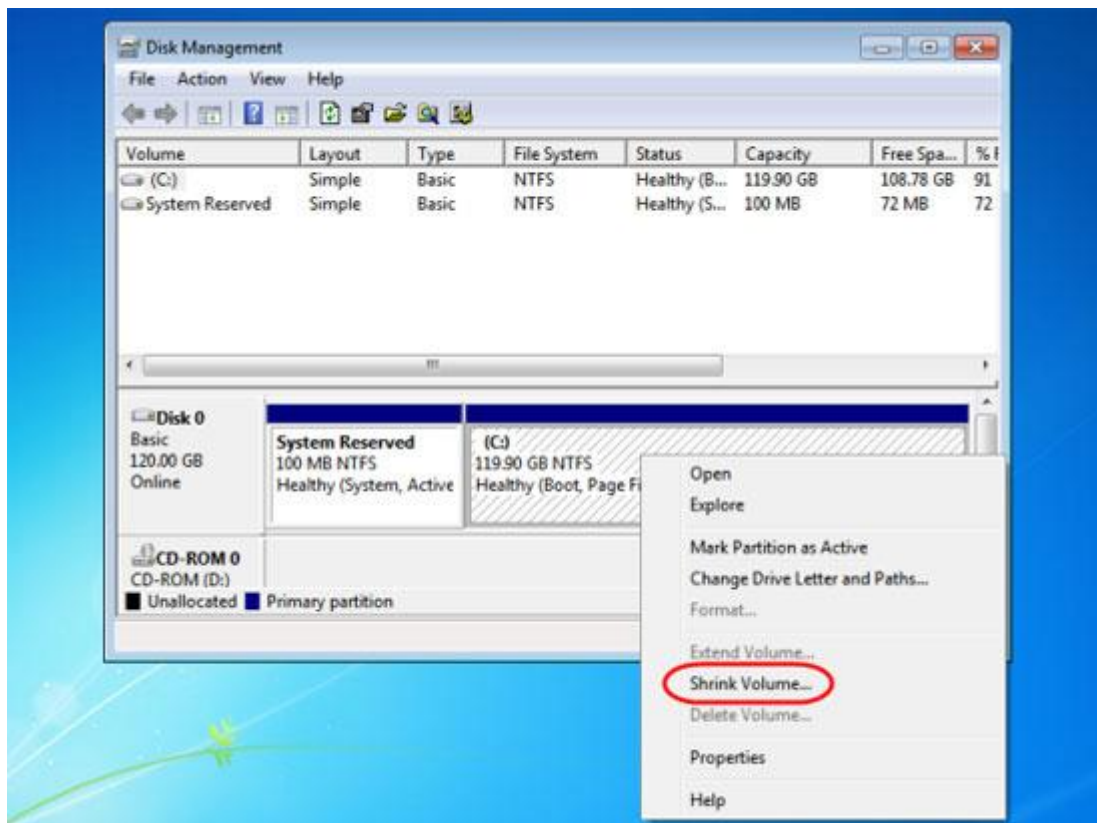 Disk Management
File Action View Help
Volume Layout Type File System Status Capacity Free Spa... % F
(C:) Simple Basic NTFS Healthy (B... 119.90 GB 108.78 GB 91
System Reserved Simple Basic NTFS Healthy (S... 100 MB 72 MB 72
Disk 0
Basic
120.00 GB
Online
System Reserved
100 MB NTFS
Healthy (System, Active
(C:)
119.90 GB NTFS
Healthy (Boot, Page Fi
CD-ROM 0
CD-ROM (D:)
Unallocated Primary partition
Open
Explore
Mark Partition as Active
Change Drive Letter and Paths...
Format...
Extend Volume...
Shrink Volume...
Delete Volume...
Properties
Help